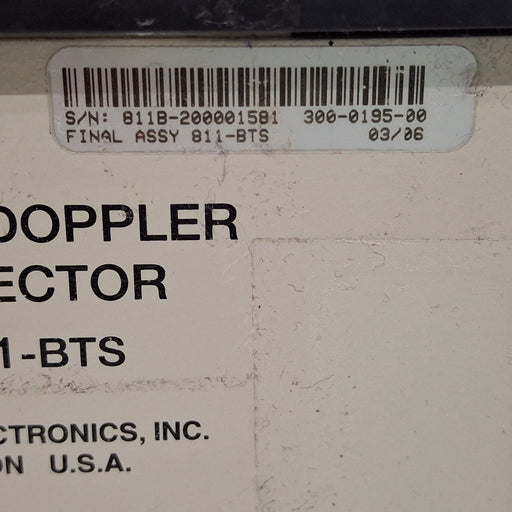 S/N: 811B-200001581 300-0195-00
FINAL ASSY 811-BTS 03/06
DOPPLER
ECTOR
1-BTS
CTRONICS, INC.
ON U.S.A.